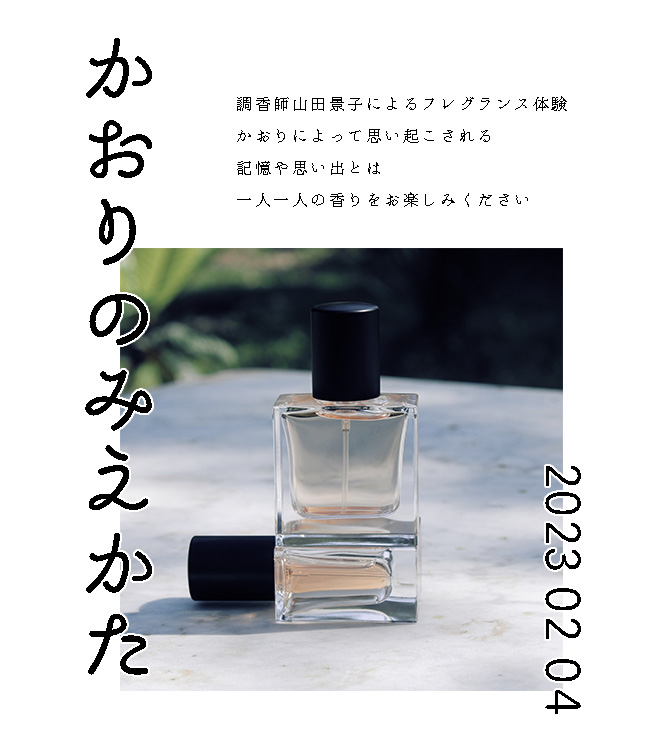 かおりのみえかた
調香師山田景子によるフレグランス体験
かおりによって思い起こされる
記憶や思い出とは
一人一人の香りをお楽しみください
2023 02 04